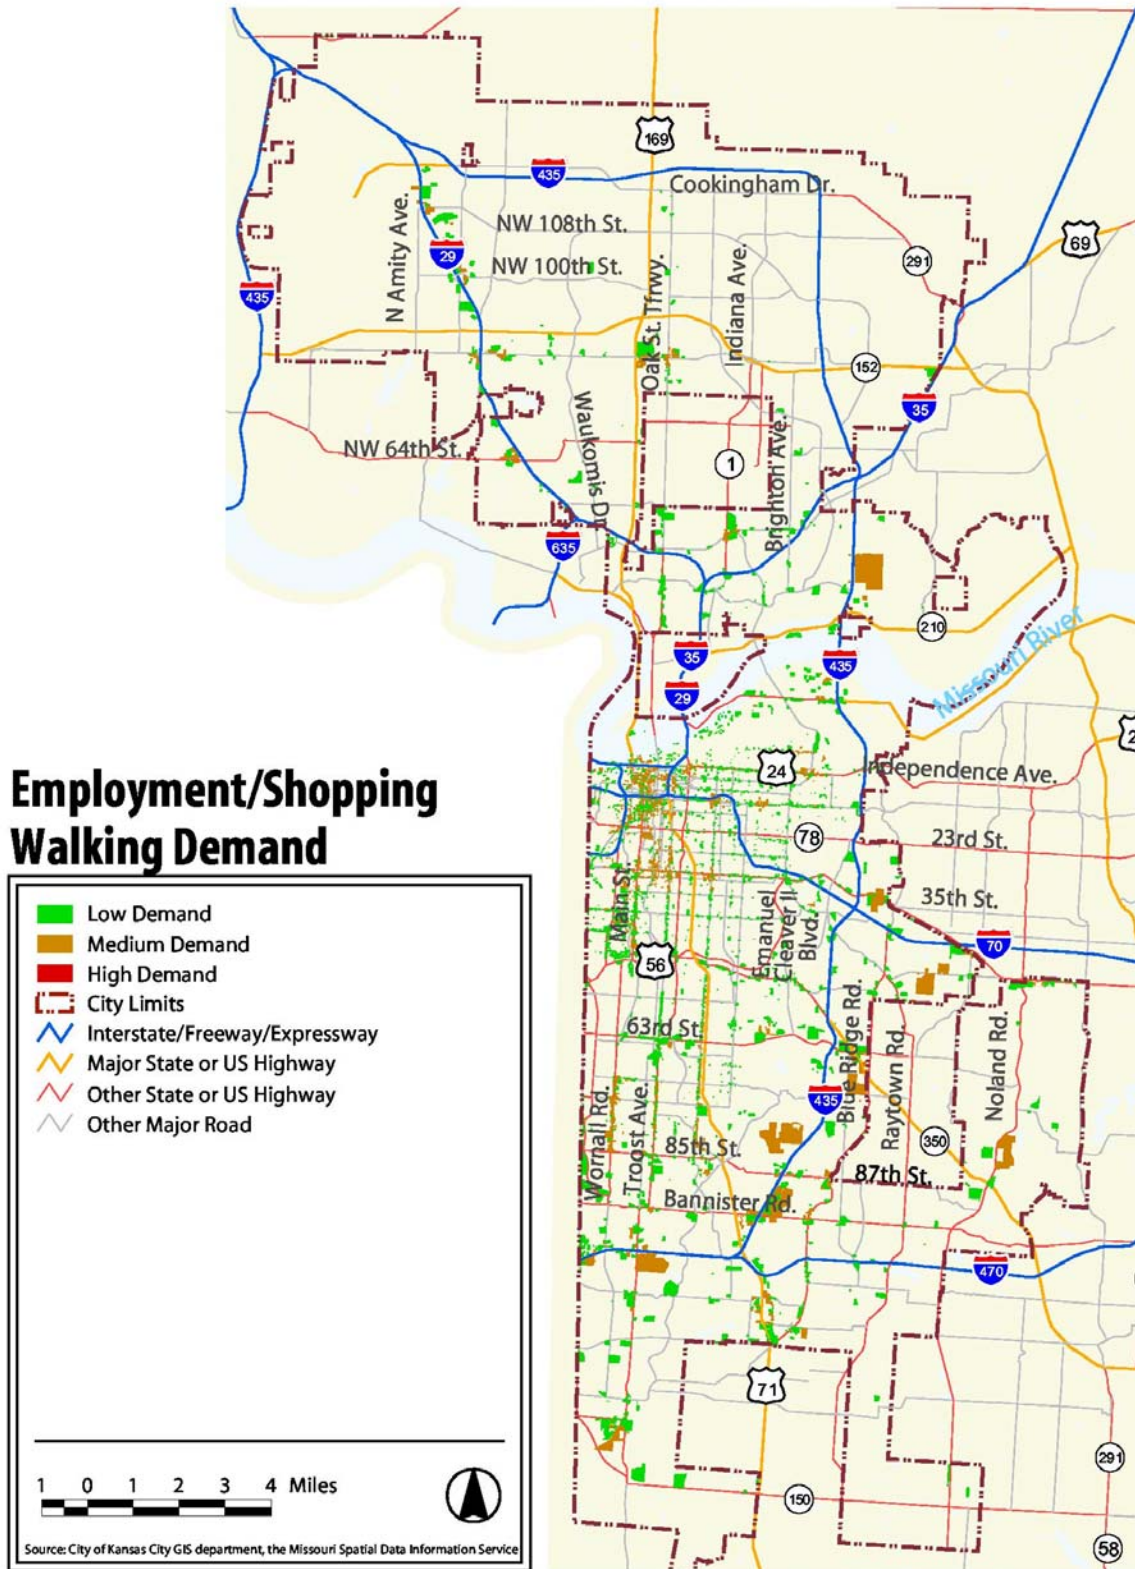 169
435
Cookingham Dr.
NW 108th St.
69
29
N Amity Ave.
NW 100th St.
291
435
Oak St. Tfrwy.
Indiana Ave.
152
35
Waukomis Dr.
NW 64th St.
1
Brighton Ave.
635
210
35
435
Missouri River
29
2
24
Independence Ave.
Employment/Shopping
Walking Demand
78
23rd St.
35th St.
Main St.
Emanuel
Cleaver II
Blvd.
70
56
Low Demand
Medium Demand
High Demand
City Limits
Interstate/Freeway/Expressway
Major State or US Highway
Other State or US Highway
Other Major Road
63rd St.
Blue Ridge Rd.
Raytown Rd.
Noland Rd.
435
Wornall Rd.
Troost Ave.
85th St.
350
87th St.
Bannister Rd.
470
71
291
150
58
1 0 1 2 3 4 Miles
Source: City of Kansas City GIS department, the Missouri Spatial Data Information Service